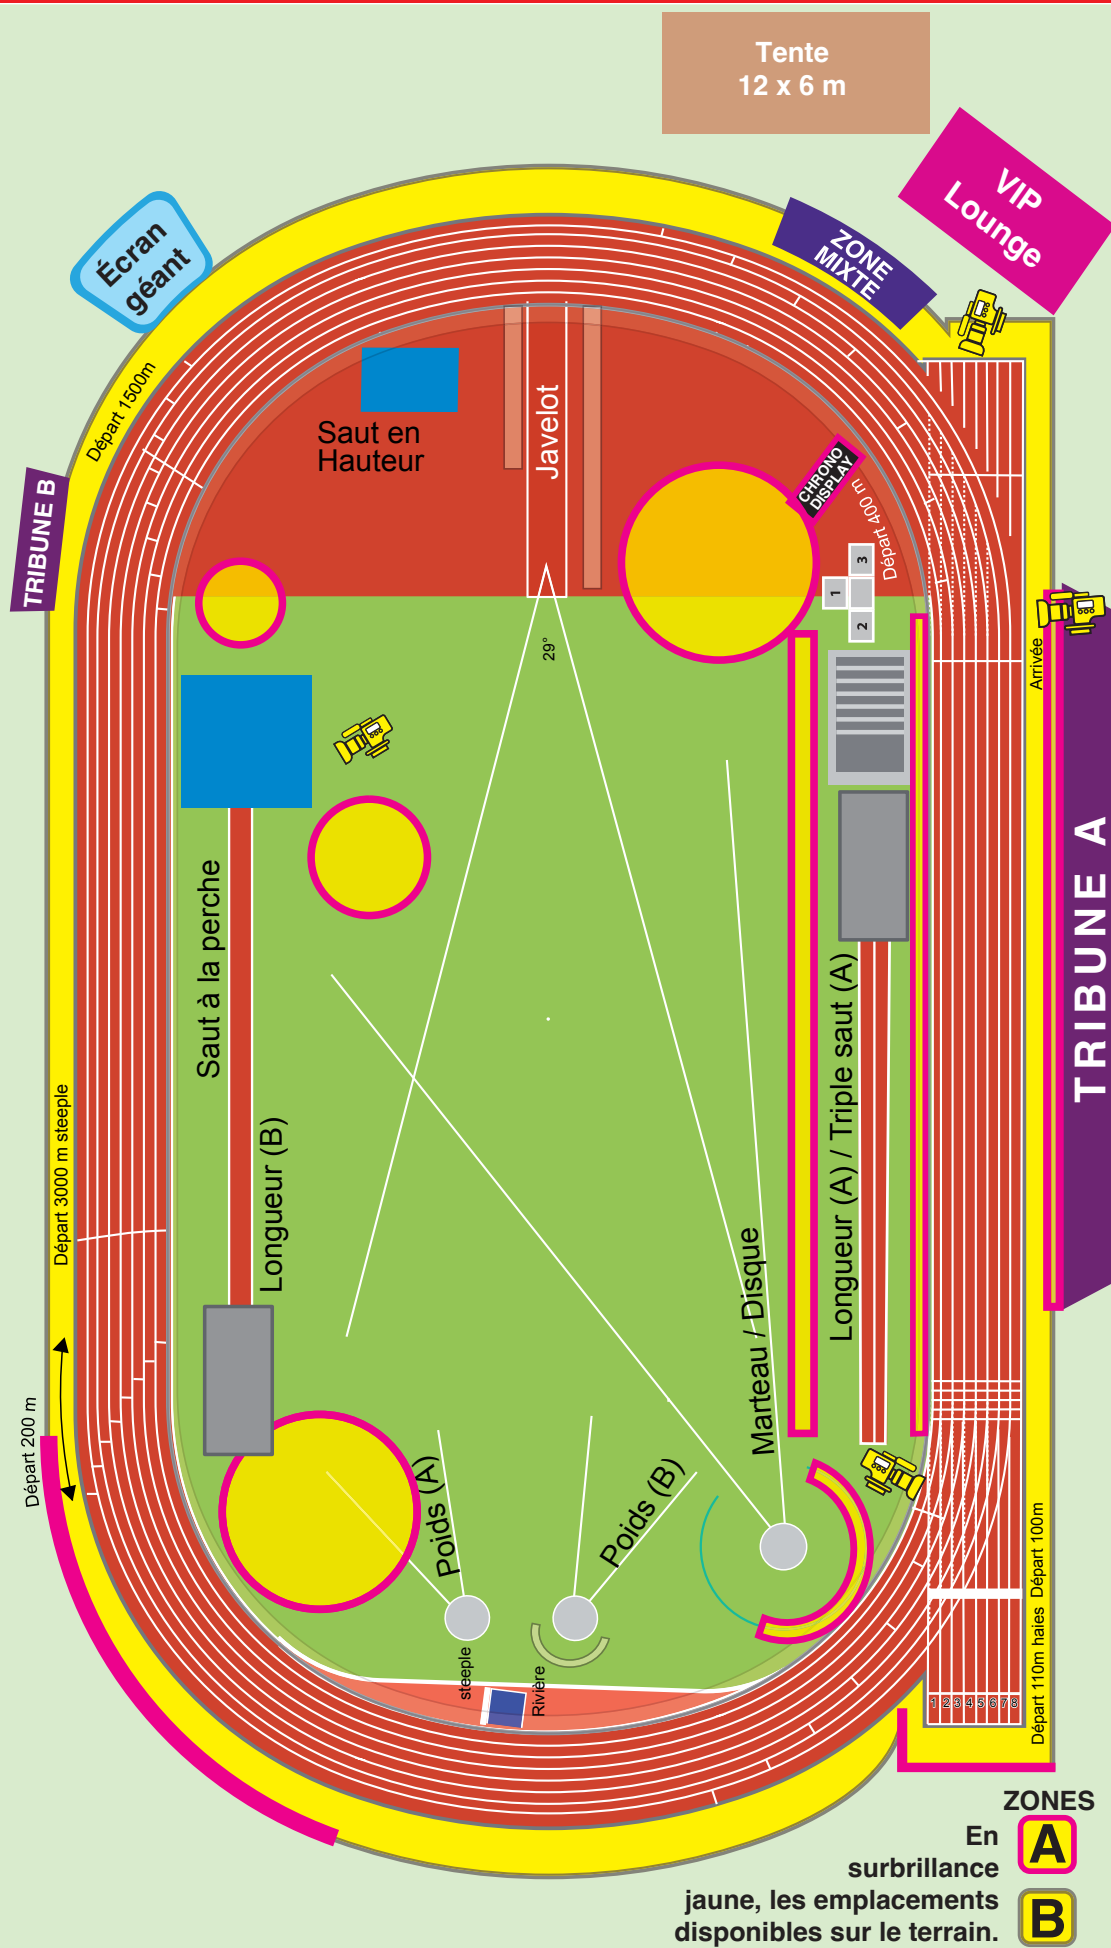 Tente
12 x 6 m
VIP
Lounge
ZONE
MIXTE
Écran
géant
Départ 1500m
TRIBUNE B
Saut en
Hauteur
Javelot
CHRONO
DISPLAY
Départ 400 m
1
2
3
29°
Arrivée
TRIBUNE A
Saut à la perche
Longueur (B)
Longueur (A) / Triple saut (A)
Marteau / Disque
Départ 3000 m steeple
Départ 200 m
Poids (A)
Poids (B)
steeple
Rivière
Départ 100m
Départ 110m haies
1 2 3 4 5 6 7 8
ZONES
A
B
En
surbrillance
jaune, les emplacements
disponibles sur le terrain.